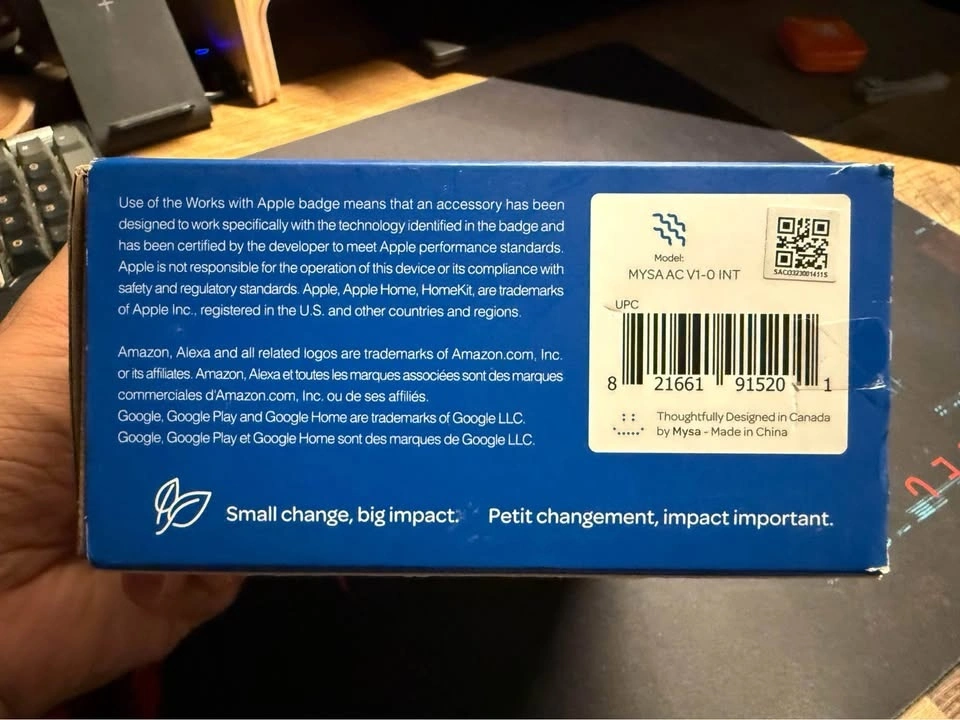 Use of the Works with Apple badge means that an accessory has been
designed to work specifically with the technology identified in the badge and
has been certified by the developer to meet Apple performance standards.
Apple is not responsible for the operation of this device or its compliance with
safety and regulatory standards. Apple, Apple Home, HomeKit, are trademarks
of Apple Inc., registered in the U.S. and other countries and regions.
Amazon, Alexa and all related logos are trademarks of Amazon.com, Inc.
or its affiliates. Amazon, Alexa et toutes les marques associées sont des marques
commerciales d'Amazon.com, Inc. ou de ses affiliés.
Google, Google Play and Google Home are trademarks of Google LLC.
Google, Google Play et Google Home sont des marques de Google LLC.
Small change, big impact.
Petit changement, impact important.
Model:
MYSA AC V1-0 INT
UPC
8 21661 91520 1
Thoughtfully Designed in Canada
by Mysa - Made in China